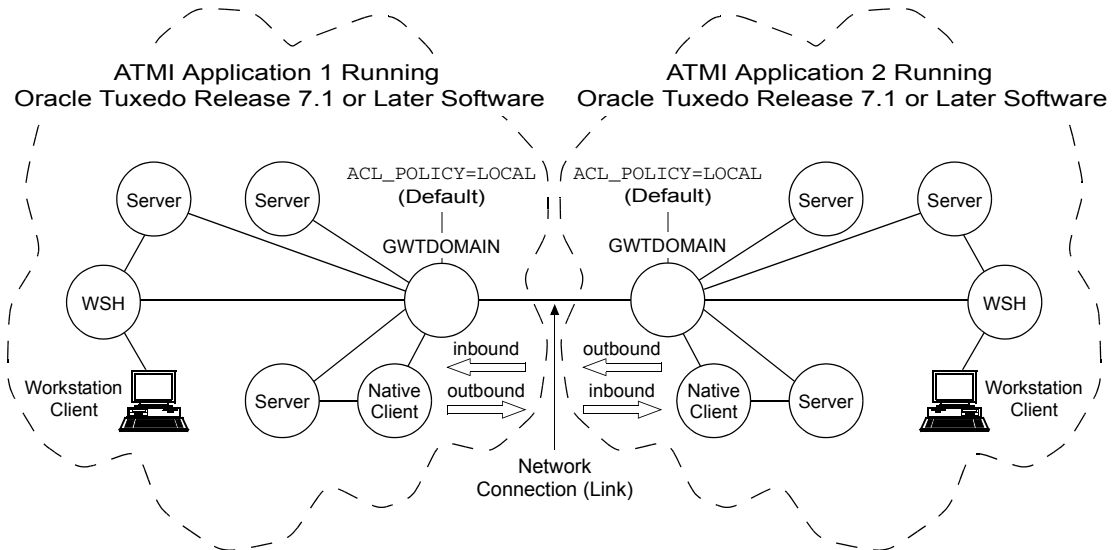 ATMI Application 1 Running
Oracle Tuxedo Release 7.1 or Later Software
ATMI Application 2 Running
Oracle Tuxedo Release 7.1 or Later Software
ACL_POLICY=LOCAL
(Default)
ACL_POLICY=LOCAL
(Default)
Server
Server
Server
Server
GWTDOMAIN
GWTDOMAIN
WSH
WSH
inbound
outbound
outbound
inbound
Workstation
Client
Server
Native
Client
Native
Client
Server
Workstation
Client
Network
Connection (Link)